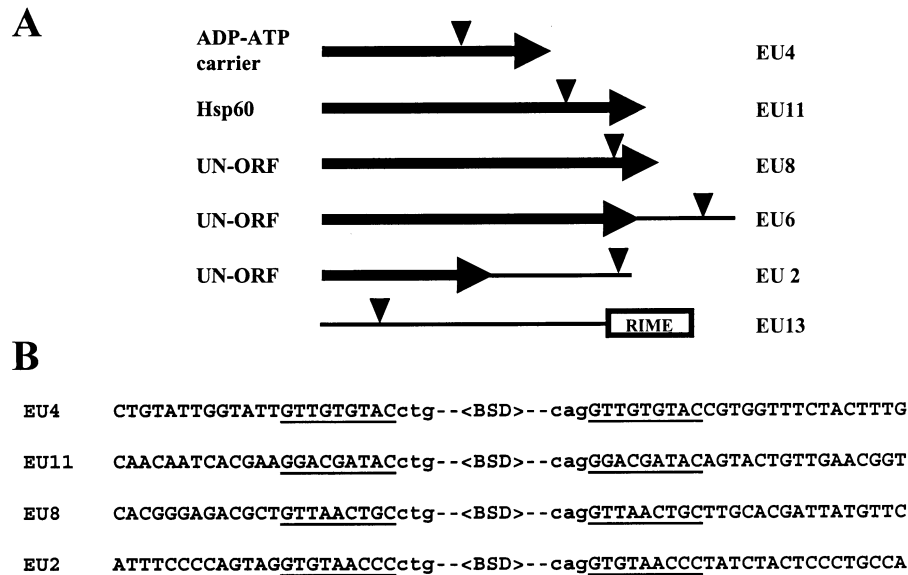 A
ADP-ATP carrier EU4
Hsp60 EU11
UN-ORF EU8
UN-ORF EU6
UN-ORF EU 2
RIME EU13
B
EU4 CTGTATTGGTATTGTTGTGTACctg--<BSD>--cagGTTGTGTACCGTGGTTTCTACTTTG
EU11 CAACAATCACGAAGGACGATACctg--<BSD>--cagGGACGATACAGTACTGTTGAACGGT
EU8 CACGGGAGACGCTGTTAACTGCctg--<BSD>--cagGTTAACTGCTTGCACGATTATGTTC
EU2 ATTTCCCCAGTAGGTGTAACCCctg--<BSD>--cagGTGTAACCCTATCTACTCCCTGCCA